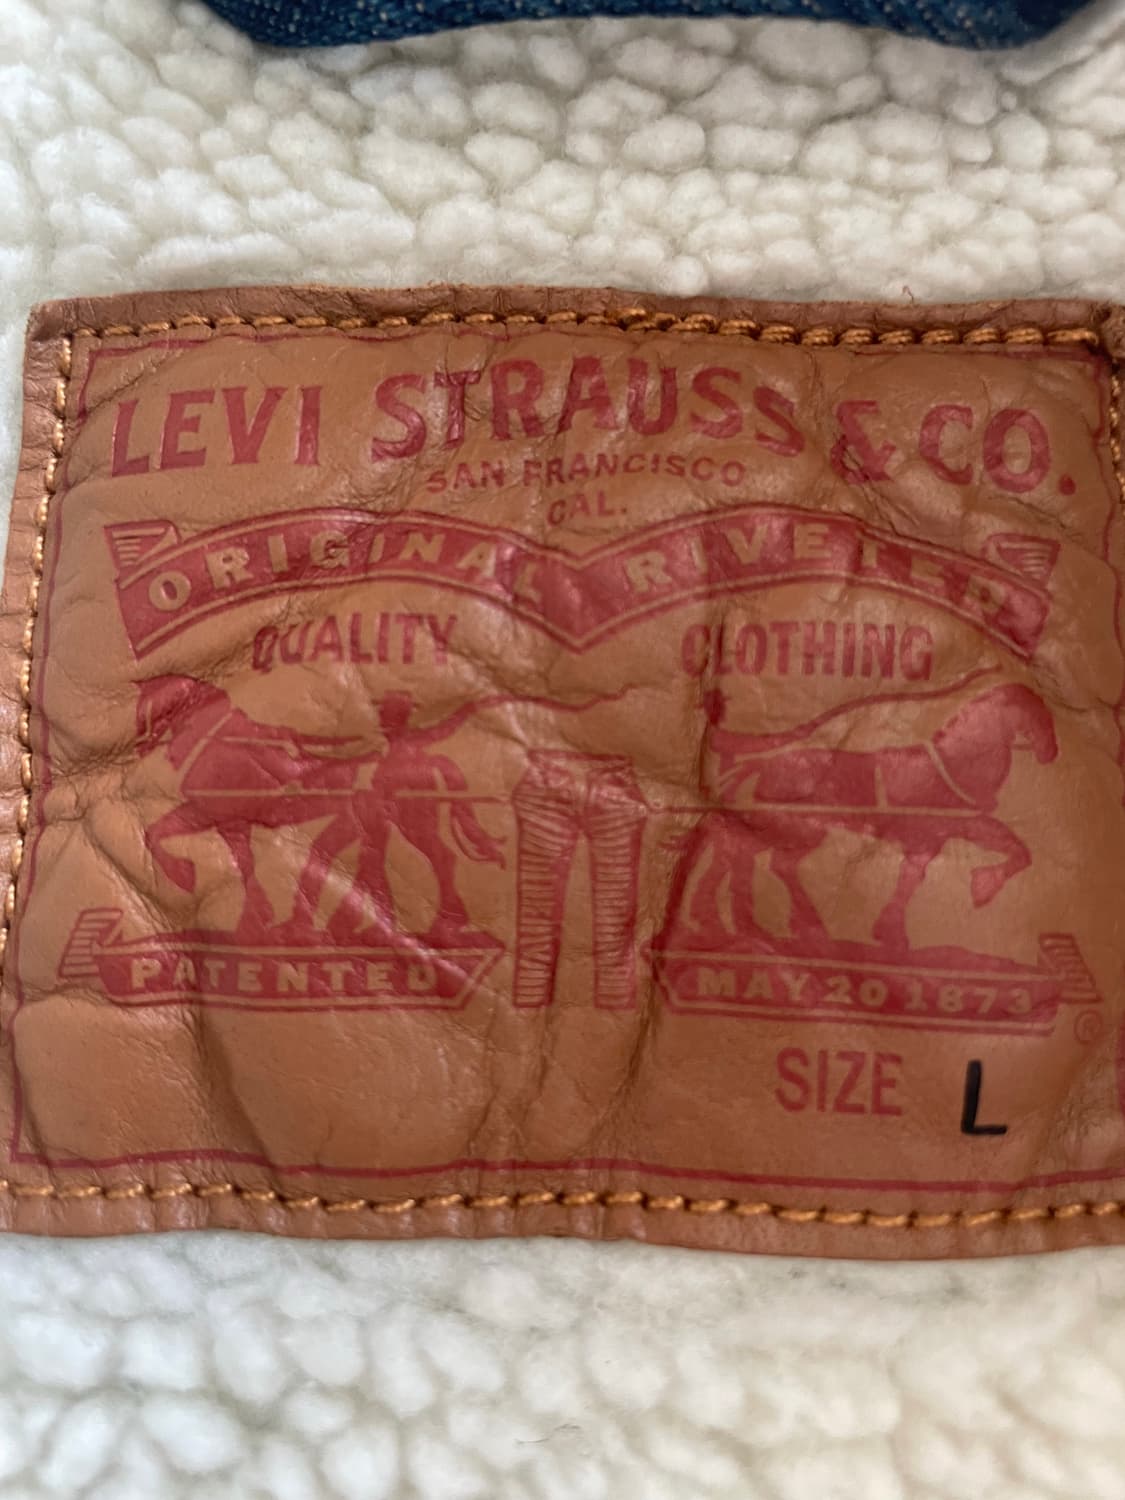 LEVI STRAUSS & CO.
SAN FRANCISCO
CAL.
ORIGINAL RIVETED
QUALITY CLOTHING
PATENTED MAY 20 1873
®
SIZE L